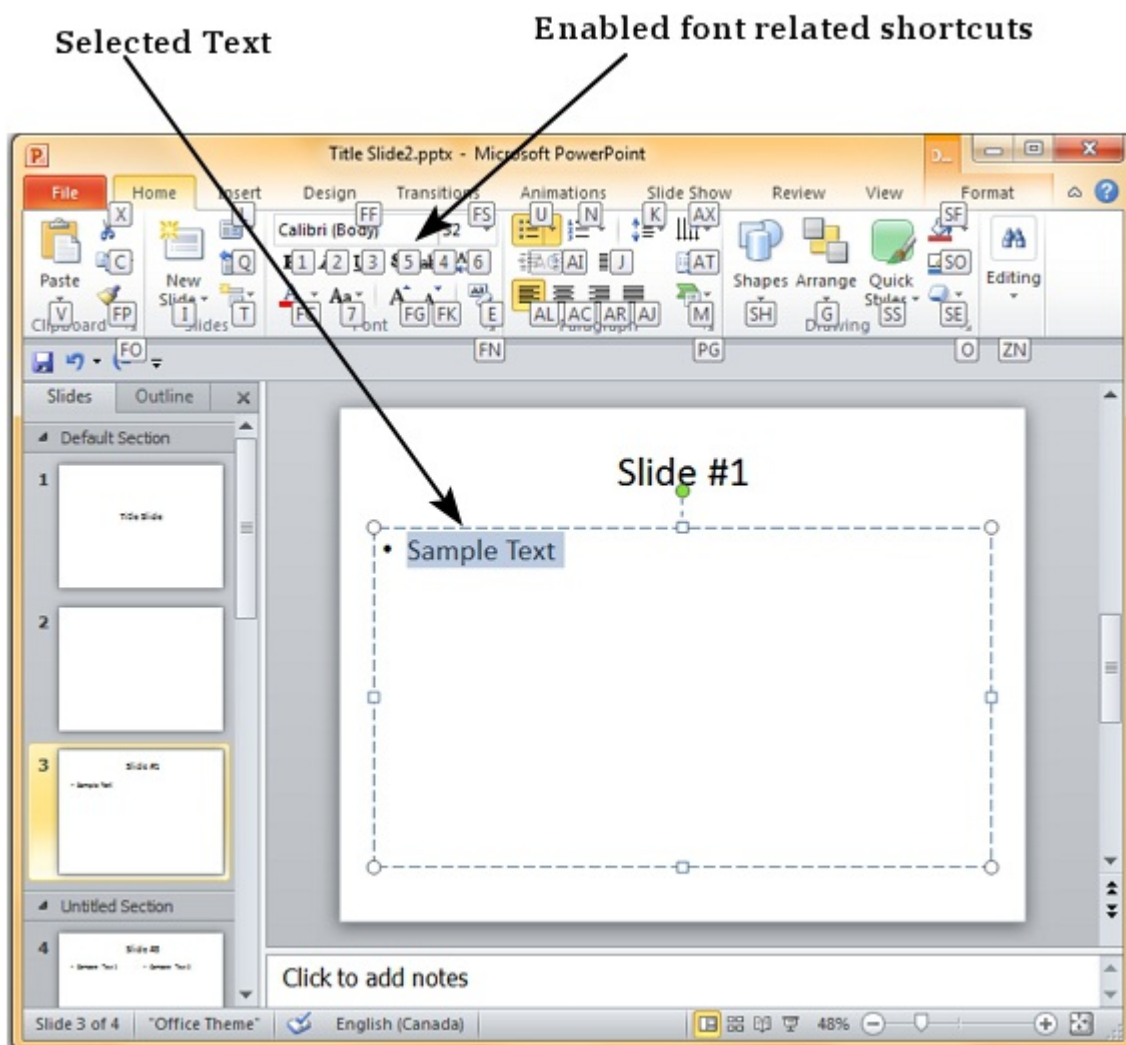 Selected Text
Enabled font related shortcuts
Title Slide2.pptx - Microsoft PowerPoint
D...
File Home Insert Design Transitions Animations Slide Show Review View Format
X FF FS U N K AX SF
Calibri (Body) 32
C Q 1 2 3 5 4 6 AI J AT SO
Paste New Slide Shapes Arrange Quick Styles Editing
V FP I T 7 Aa FG FK E AL AC AR AJ M SH G SS SE
Clipboard Slides Font Paragraph Drawing
FO FN PG O ZN
Slides Outline
Default Section
1
Title Slide
2
3
Slide #1
• Sample Text
Untitled Section
4
Slide #1
• Sample Text
Click to add notes
Slide 3 of 4 "Office Theme" English (Canada) 48%